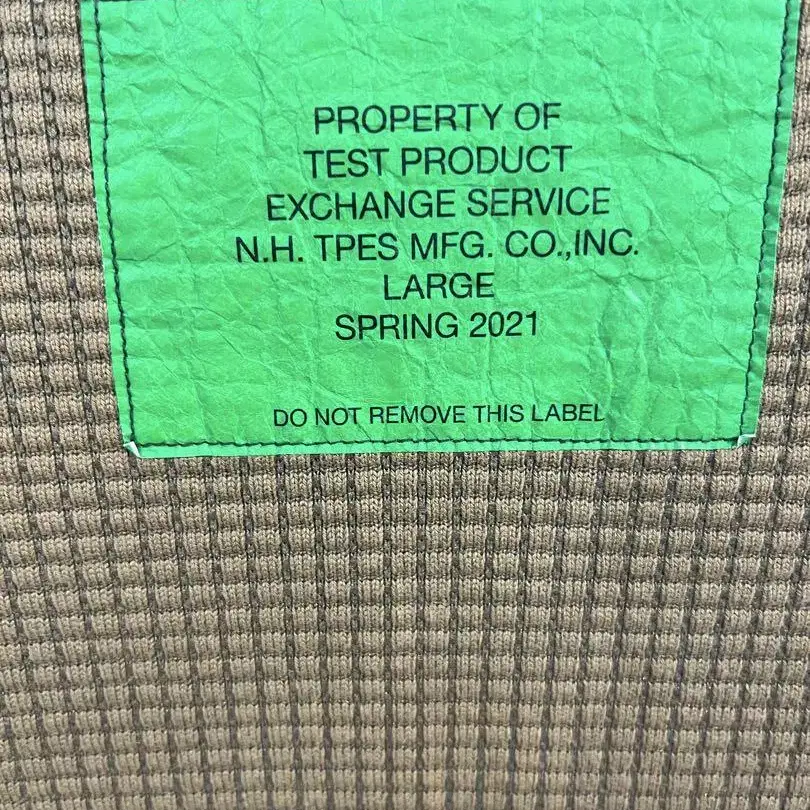 PROPERTY OF
TEST PRODUCT
EXCHANGE SERVICE
N.H. TPES MFG. CO.,INC.
LARGE
SPRING 2021
DO NOT REMOVE THIS LABEL